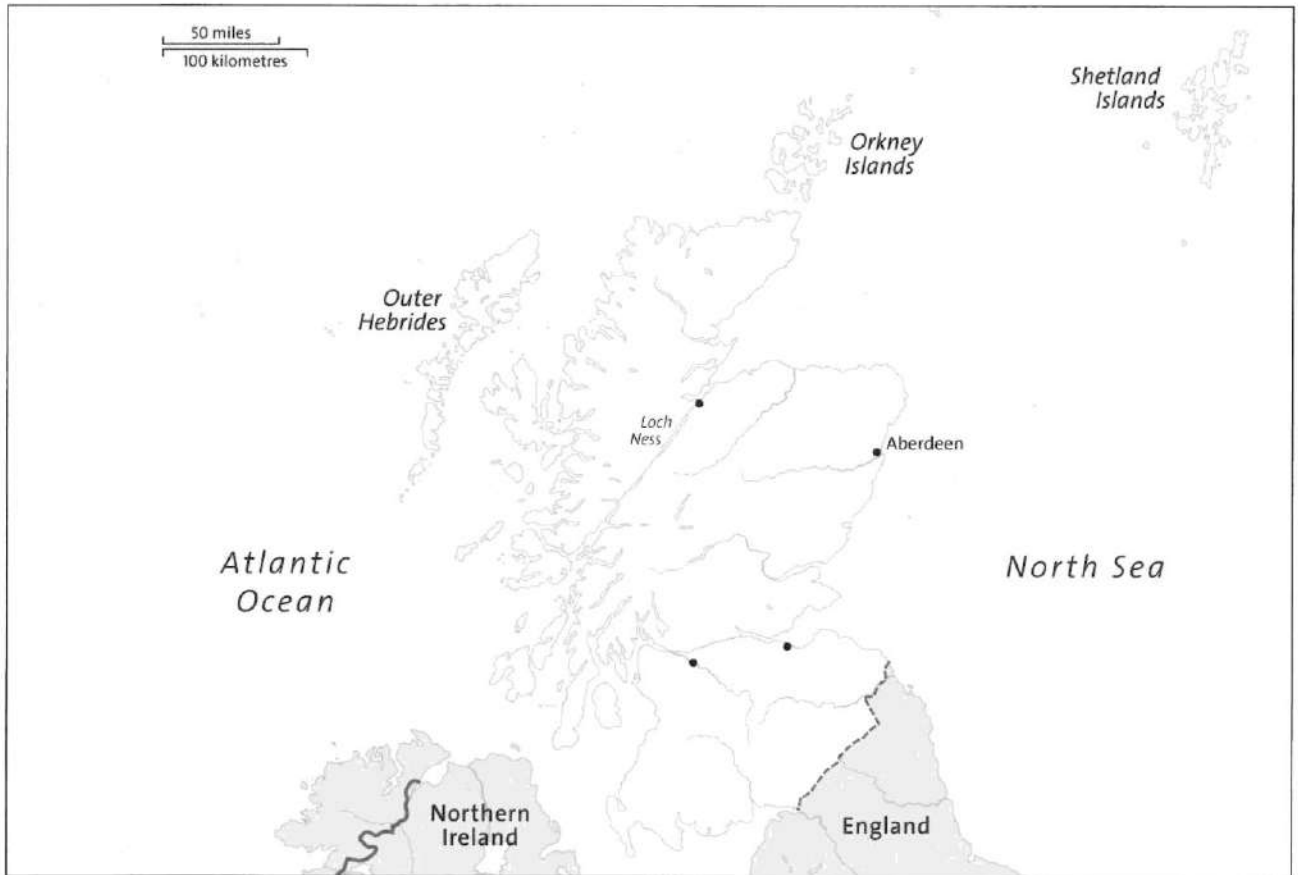 50 miles
100 kilometres
Shetland
Islands
Orkney
Islands
Outer
Hebrides
Loch
Ness
Aberdeen
Atlantic
Ocean
North Sea
Northern
Ireland
England